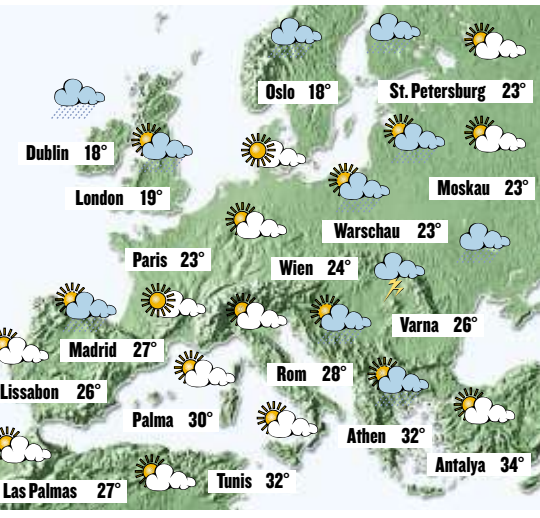 Oslo 18°
St. Petersburg 23°
Dublin 18°
Moskau 23°
London 19°
Warschau 23°
Paris 23°
Wien 24°
Varna 26°
Madrid 27°
Rom 28°
Lissabon 26°
Palma 30°
Athen 32°
Antalya 34°
Tunis 32°
Las Palmas 27°